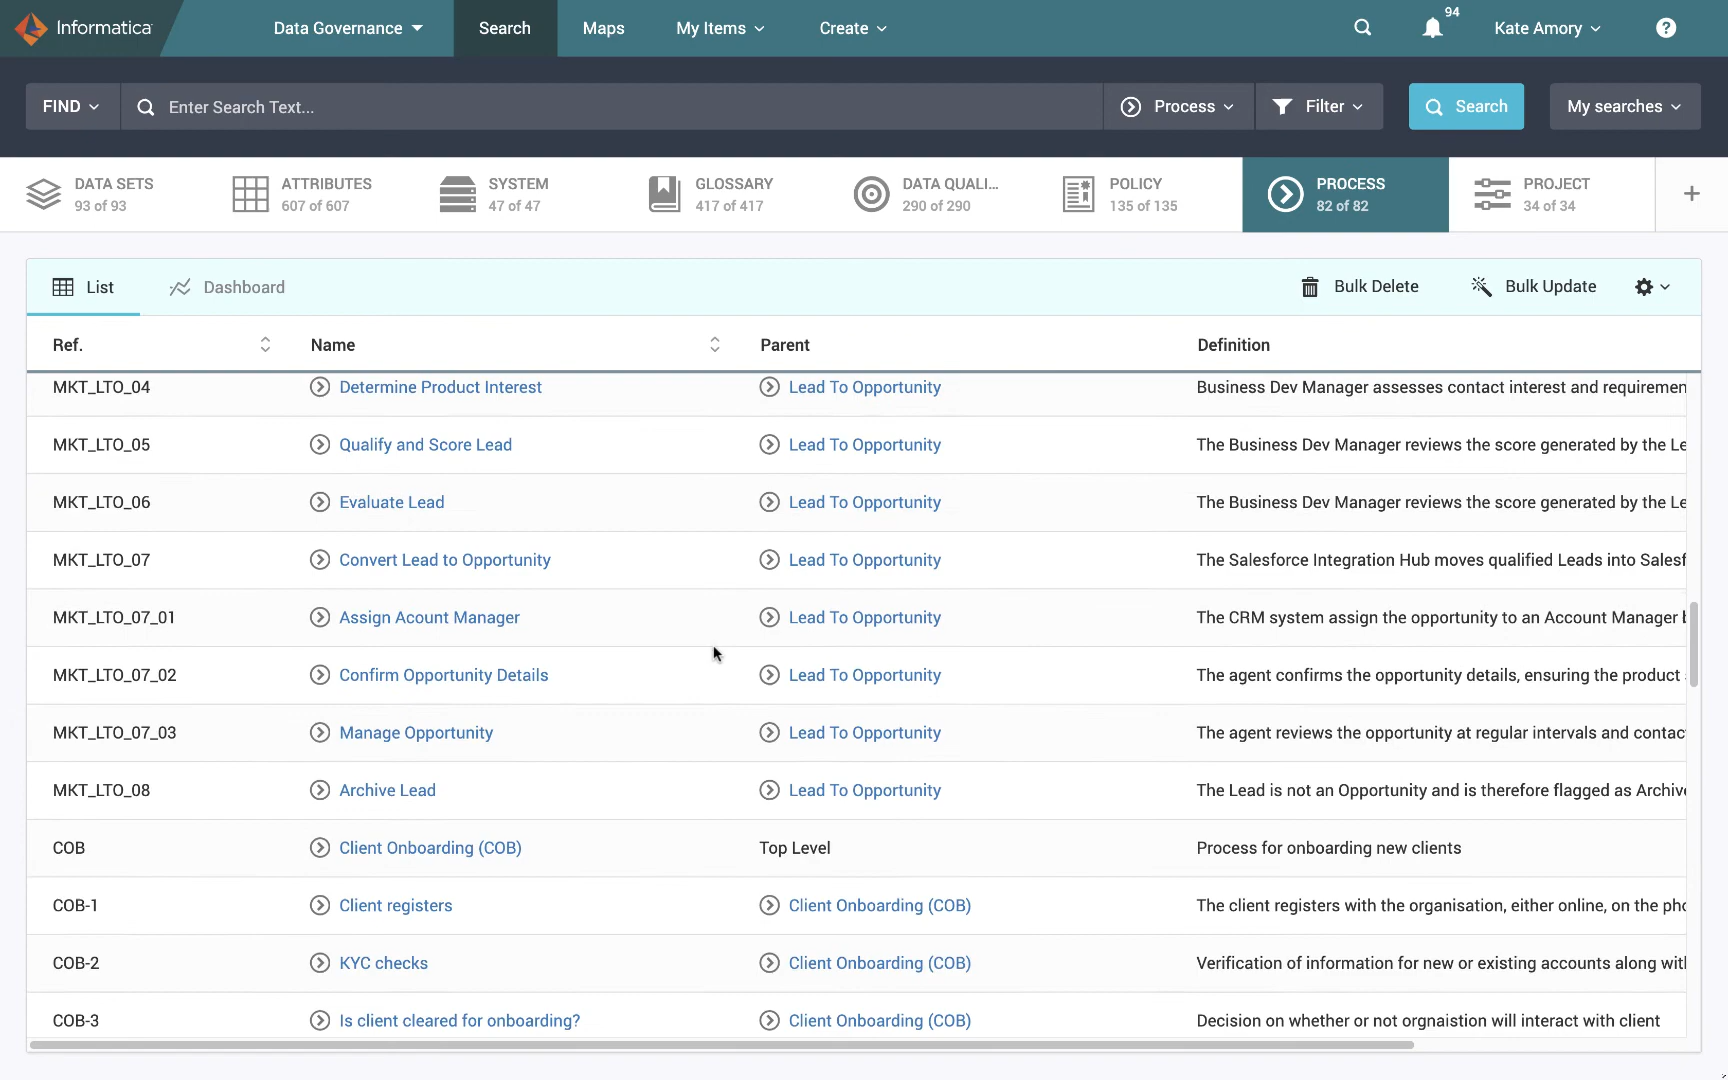 Informatica
Data Governance
Search
Maps
My Items
Create
94
Kate Amory
?
FIND
Enter Search Text...
Process
Filter
Search
My searches
DATA SETS
93 of 93
ATTRIBUTES
607 of 607
SYSTEM
47 of 47
GLOSSARY
417 of 417
DATA QUALI...
290 of 290
POLICY
135 of 135
PROCESS
82 of 82
PROJECT
34 of 34
+
List
Dashboard
Bulk Delete
Bulk Update
Ref. Name Parent Definition
MKT_LTO_04 Determine Product Interest Lead To Opportunity Business Dev Manager assesses contact interest and requiremen
MKT_LTO_05 Qualify and Score Lead Lead To Opportunity The Business Dev Manager reviews the score generated by the Le
MKT_LTO_06 Evaluate Lead Lead To Opportunity The Business Dev Manager reviews the score generated by the Le
MKT_LTO_07 Convert Lead to Opportunity Lead To Opportunity The Salesforce Integration Hub moves qualified Leads into Salesf
MKT_LTO_07_01 Assign Acount Manager Lead To Opportunity The CRM system assign the opportunity to an Account Manager b
MKT_LTO_07_02 Confirm Opportunity Details Lead To Opportunity The agent confirms the opportunity details, ensuring the product
MKT_LTO_07_03 Manage Opportunity Lead To Opportunity The agent reviews the opportunity at regular intervals and contac
MKT_LTO_08 Archive Lead Lead To Opportunity The Lead is not an Opportunity and is therefore flagged as Archive
COB Client Onboarding (COB) Top Level Process for onboarding new clients
COB-1 Client registers Client Onboarding (COB) The client registers with the organisation, either online, on the pho
COB-2 KYC checks Client Onboarding (COB) Verification of information for new or existing accounts along with
COB-3 Is client cleared for onboarding? Client Onboarding (COB) Decision on whether or not orgnaistion will interact with client